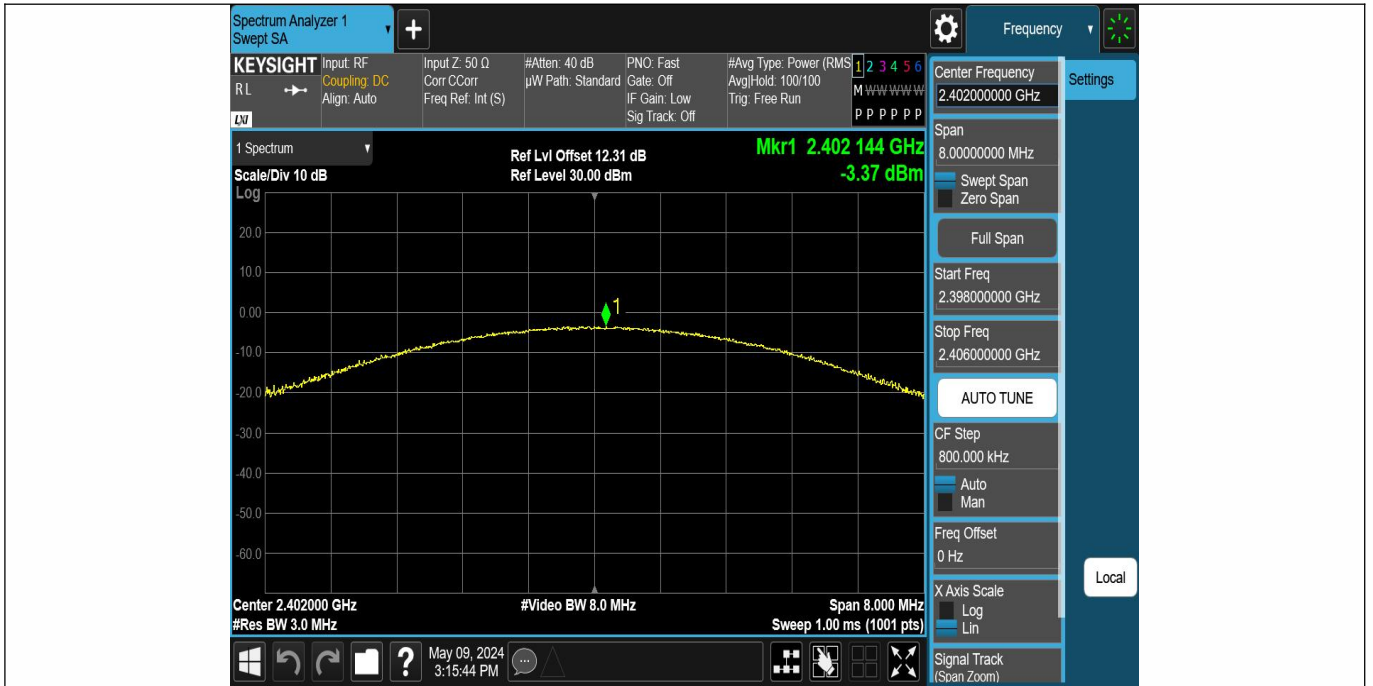 Spectrum Analyzer 1
Swept SA
+
Frequency
KEYSIGHT
R L
LXI
Input: RF
Coupling: DC
Align: Auto
Input Z: 50 Ω
Corr CCorr
Freq Ref: Int (S)
#Atten: 40 dB
µW Path: Standard
PNO: Fast
Gate: Off
IF Gain: Low
Sig Track: Off
#Avg Type: Power (RMS
Avg|Hold: 100/100
Trig: Free Run
1 2 3 4 5 6
M W W W W W
P P P P P P
1 Spectrum
Scale/Div 10 dB
Ref Lvl Offset 12.31 dB
Ref Level 30.00 dBm
Mkr1 2.402 144 GHz
-3.37 dBm
Log
20.0
10.0
0.00
-10.0
-20.0
-30.0
-40.0
-50.0
-60.0
1
Center 2.402000 GHz
#Res BW 3.0 MHz
#Video BW 8.0 MHz
Span 8.000 MHz
Sweep 1.00 ms (1001 pts)
Center Frequency
2.402000000 GHz
Settings
Span
8.00000000 MHz
Swept Span
Zero Span
Full Span
Start Freq
2.398000000 GHz
Stop Freq
2.406000000 GHz
AUTO TUNE
CF Step
800.000 kHz
Auto
Man
Freq Offset
0 Hz
X Axis Scale
Log
Lin
Local
Signal Track
(Span Zoom)
?
May 09, 2024
3:15:44 PM